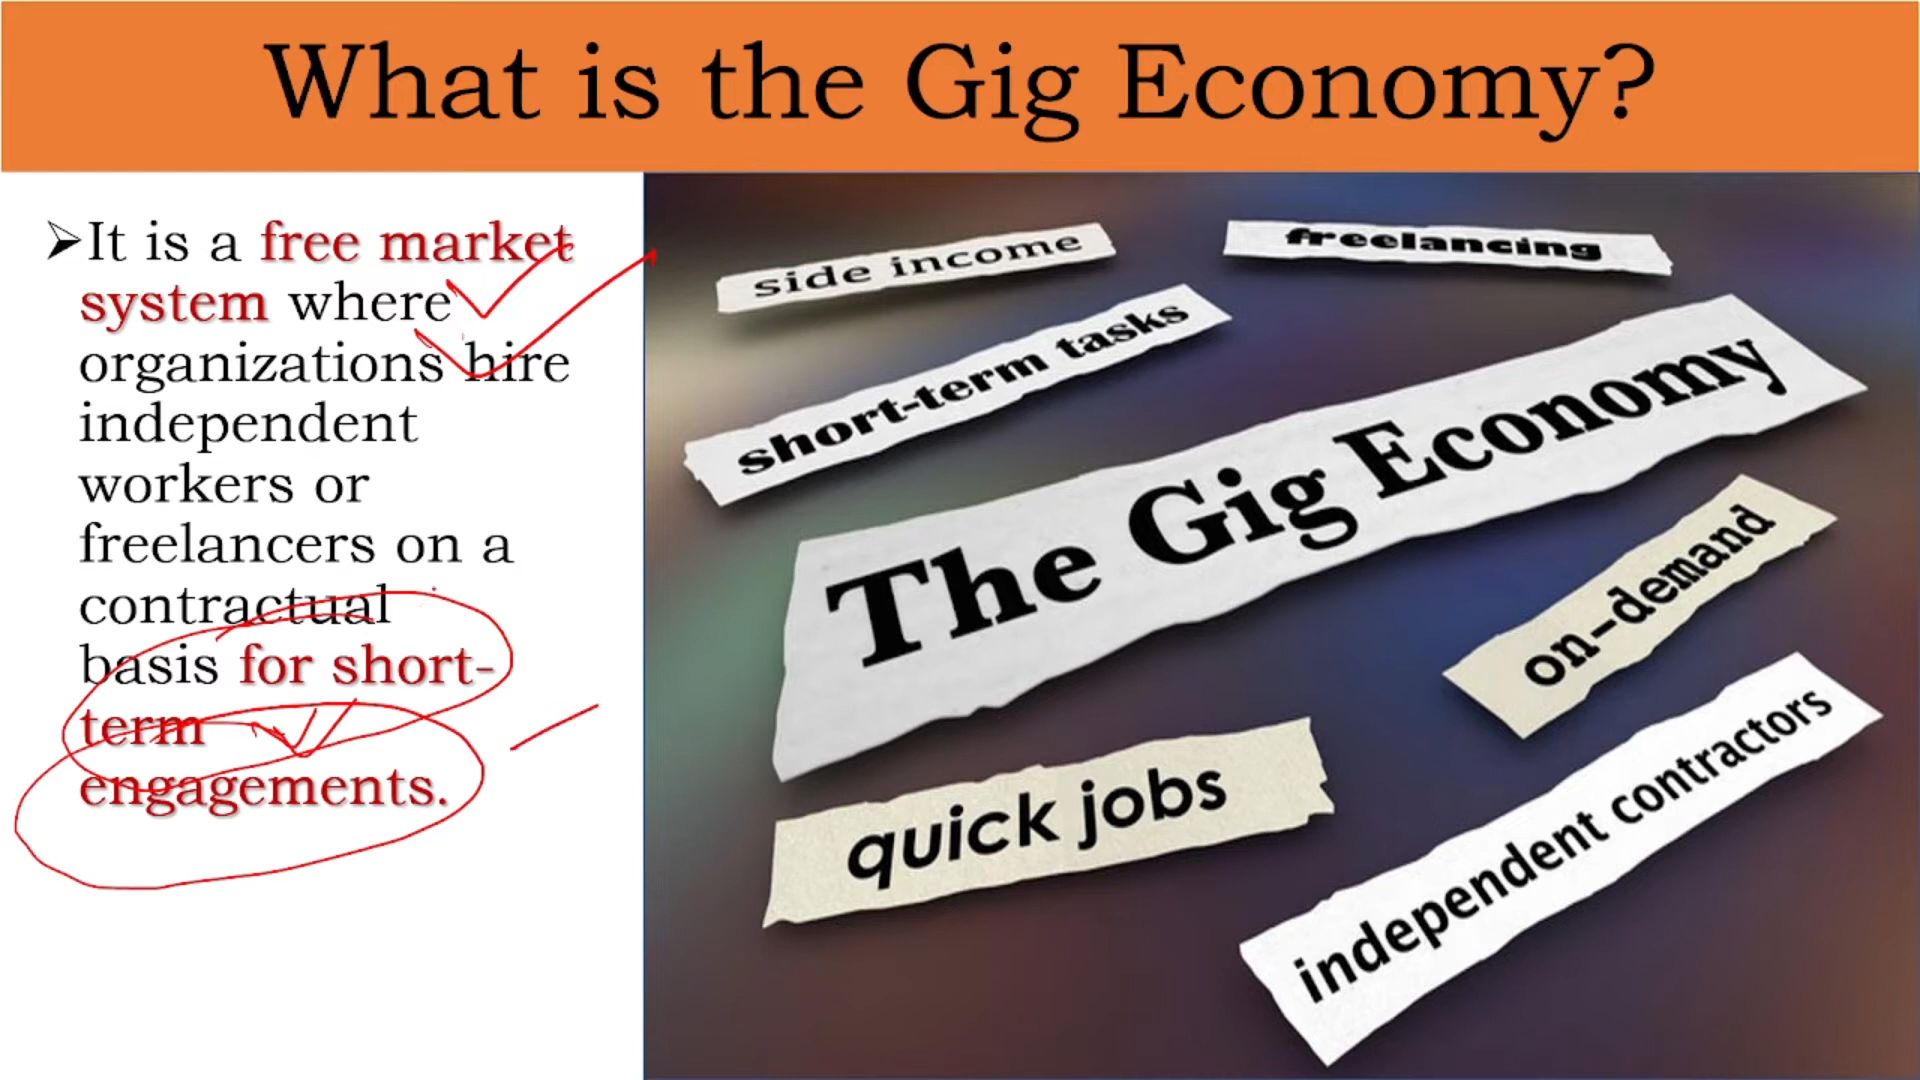 What is the Gig Economy?
➢It is a free market
system where
organizations hire
independent
workers or
freelancers on a
contractual
basis for short-
term
engagements.
side income
freelancing
short-term tasks
The Gig Economy
on-demand
quick jobs
independent contractors